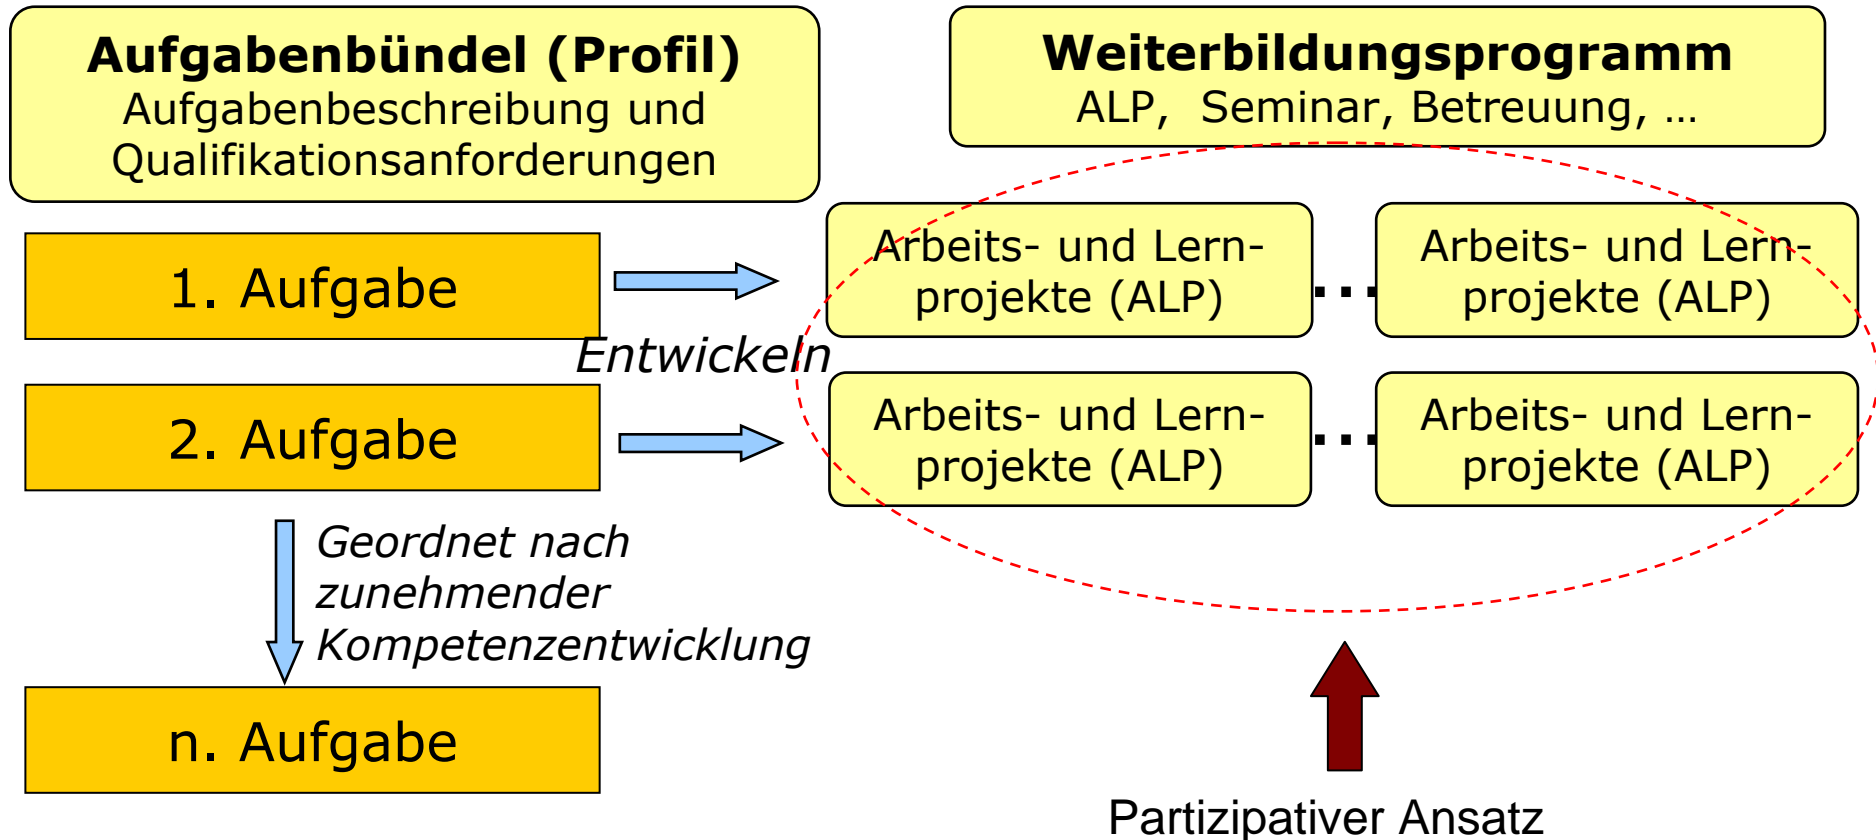 Aufgabenbündel (Profil)
Aufgabenbeschreibung und
Qualifikationsanforderungen
Weiterbildungsprogramm
ALP,  Seminar, Betreuung, …
1. Aufgabe
Arbeits- und Lern-
projekte (ALP)
…
Arbeits- und Lern-
projekte (ALP)
Entwickeln
2. Aufgabe
Arbeits- und Lern-
projekte (ALP)
…
Arbeits- und Lern-
projekte (ALP)
Geordnet nach
zunehmender
Kompetenzentwicklung
n. Aufgabe
Partizipativer Ansatz